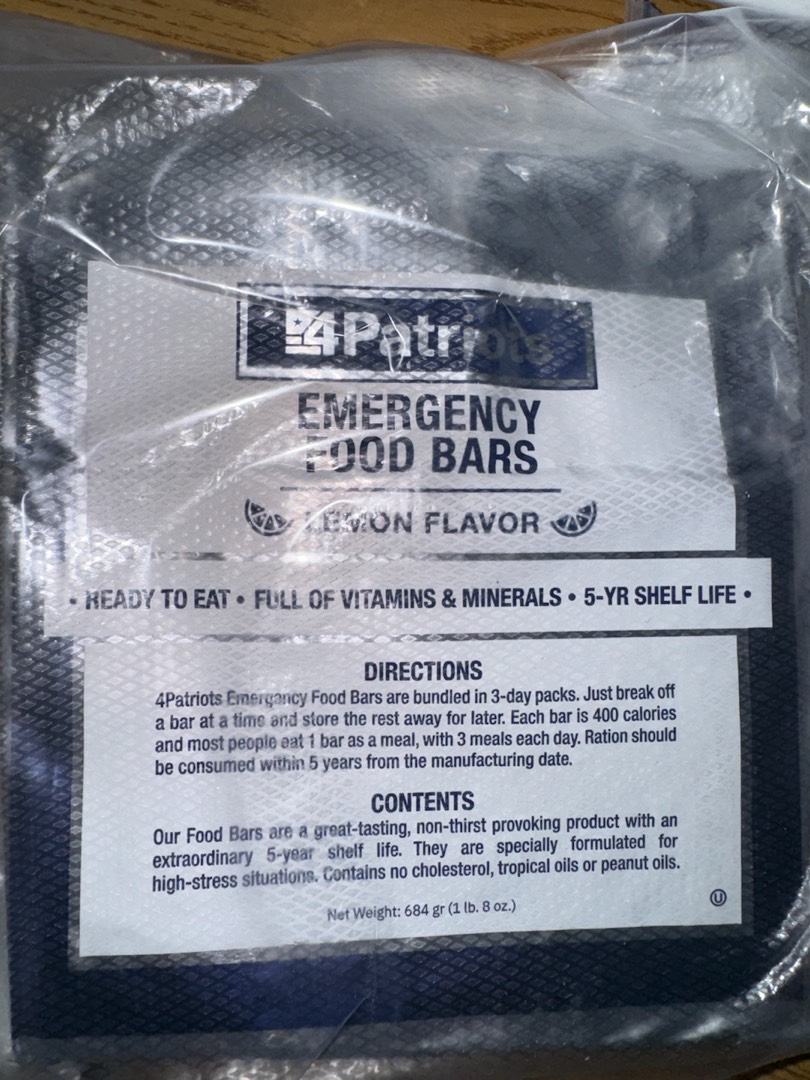 4Patriots
EMERGENCY
FOOD BARS
LEMON FLAVOR
• READY TO EAT • FULL OF VITAMINS & MINERALS • 5-YR SHELF LIFE •
DIRECTIONS
4Patriots Emergency Food Bars are bundled in 3-day packs. Just break off
a bar at a time and store the rest away for later. Each bar is 400 calories
and most people eat 1 bar as a meal, with 3 meals each day. Ration should
be consumed within 5 years from the manufacturing date.
CONTENTS
Our Food Bars are a great-tasting, non-thirst provoking product with an
extraordinary 5-year shelf life. They are specially formulated for
high-stress situations. Contains no cholesterol, tropical oils or peanut oils.
Net Weight: 684 gr (1 lb. 8 oz.)
U